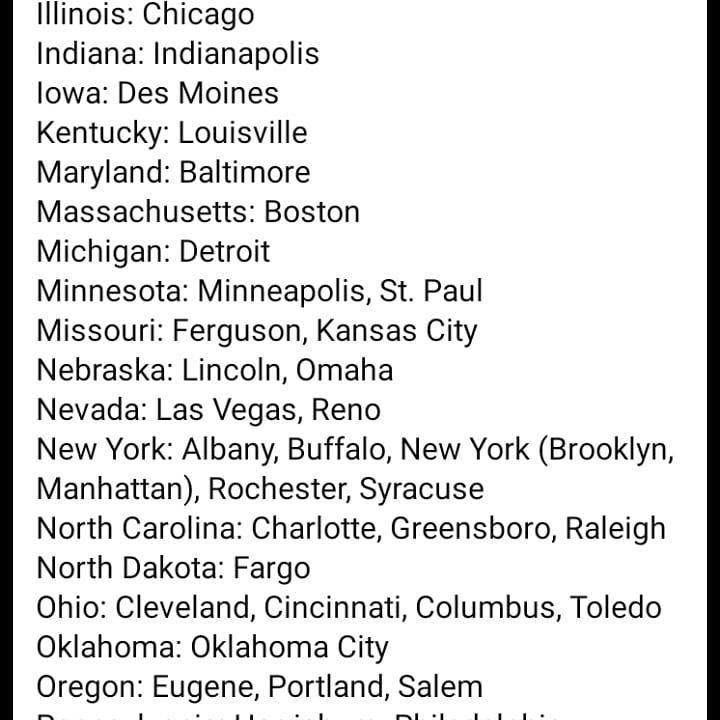 Illinois: Chicago
Indiana: Indianapolis
Iowa: Des Moines
Kentucky: Louisville
Maryland: Baltimore
Massachusetts: Boston
Michigan: Detroit
Minnesota: Minneapolis, St. Paul
Missouri: Ferguson, Kansas City
Nebraska: Lincoln, Omaha
Nevada: Las Vegas, Reno
New York: Albany, Buffalo, New York (Brooklyn,
Manhattan), Rochester, Syracuse
North Carolina: Charlotte, Greensboro, Raleigh
North Dakota: Fargo
Ohio: Cleveland, Cincinnati, Columbus, Toledo
Oklahoma: Oklahoma City
Oregon: Eugene, Portland, Salem